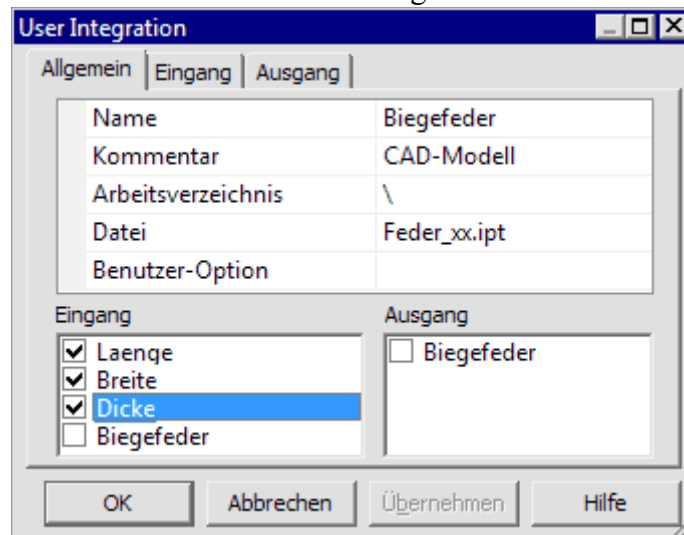 User Integration
Allgemein Eingang Ausgang
Name Biegefeder
Kommentar CAD-Modell
Arbeitsverzeichnis \
Datei Feder_xx.ipt
Benutzer-Option
Eingang Ausgang
Laenge Biegefeder
Breite
Dicke
Biegefeder
OK Abbrechen Übernehmen Hilfe